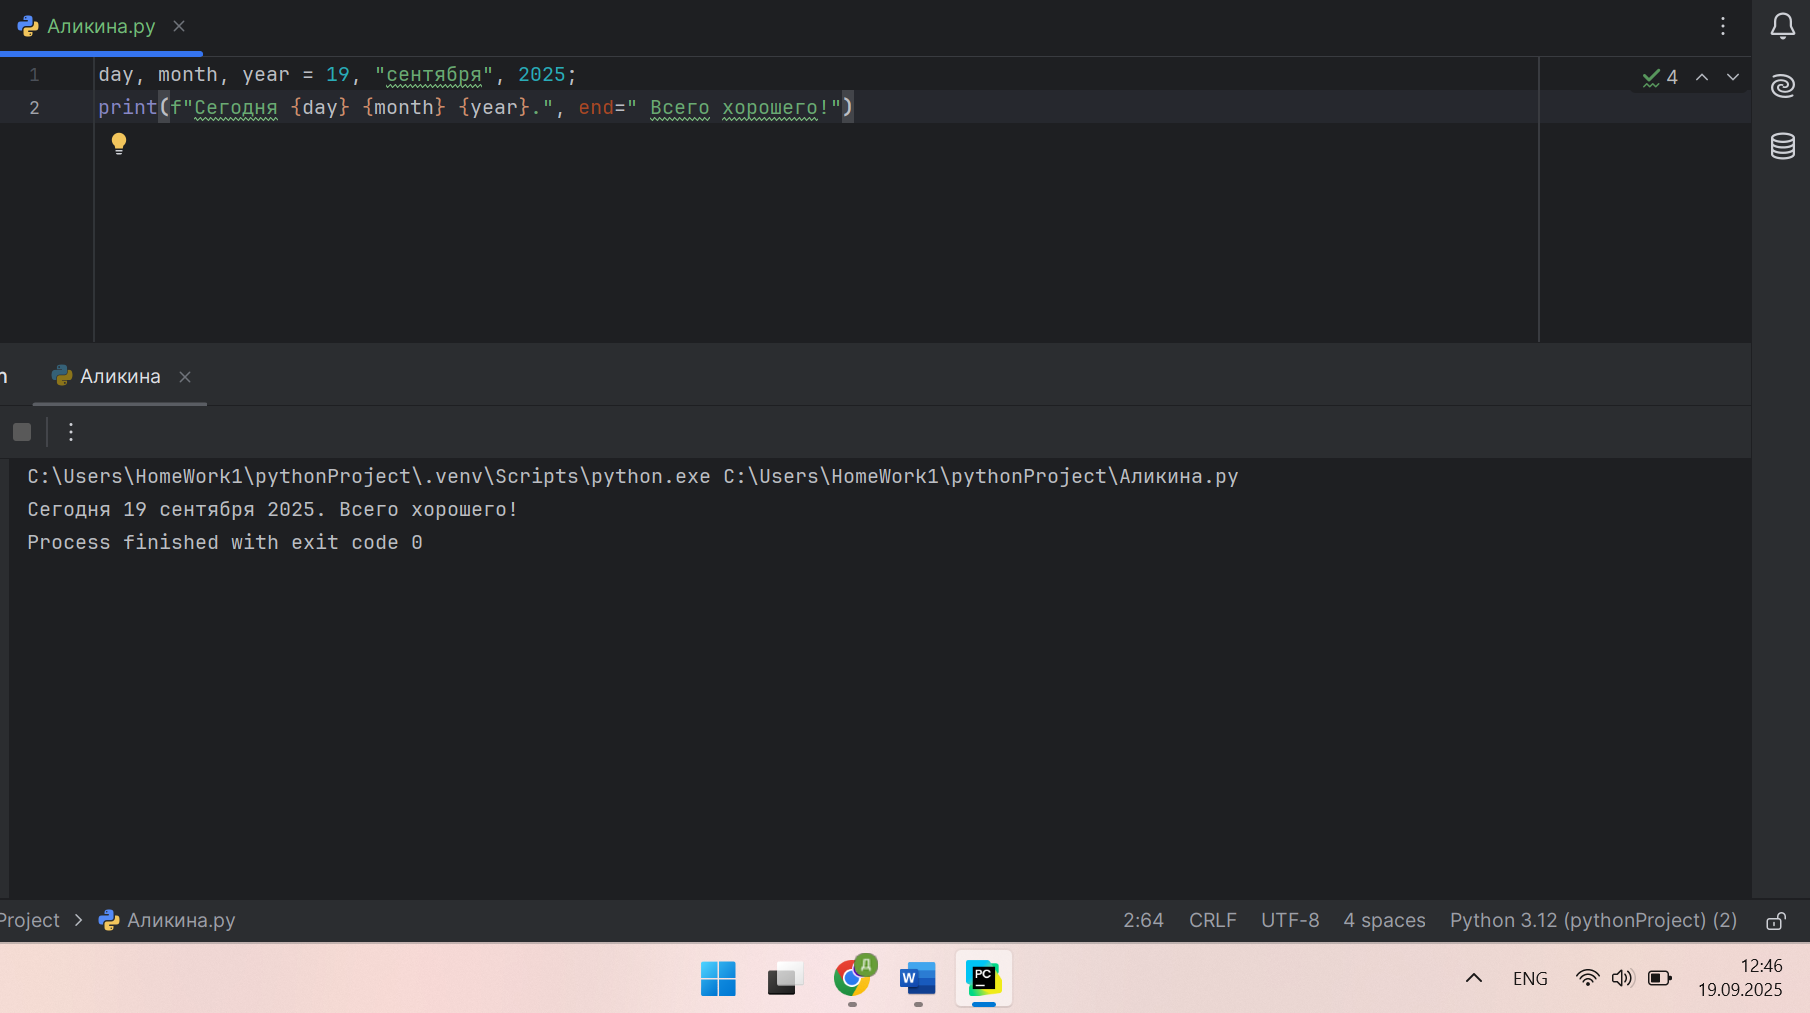 Аликина.py
1 day, month, year = 19, "сентября", 2025;
4
2 print(f"Сегодня {day} {month} {year}.", end=" Всего хорошего!")
Аликина
C:\Users\HomeWork1\pythonProject\.venv\Scripts\python.exe C:\Users\HomeWork1\pythonProject\Аликина.py
Сегодня 19 сентября 2025. Всего хорошего!
Process finished with exit code 0
Project > Аликина.py 2:64 CRLF UTF-8 4 spaces Python 3.12 (pythonProject) (2)
Д
W
PC
ENG
12:46
19.09.2025